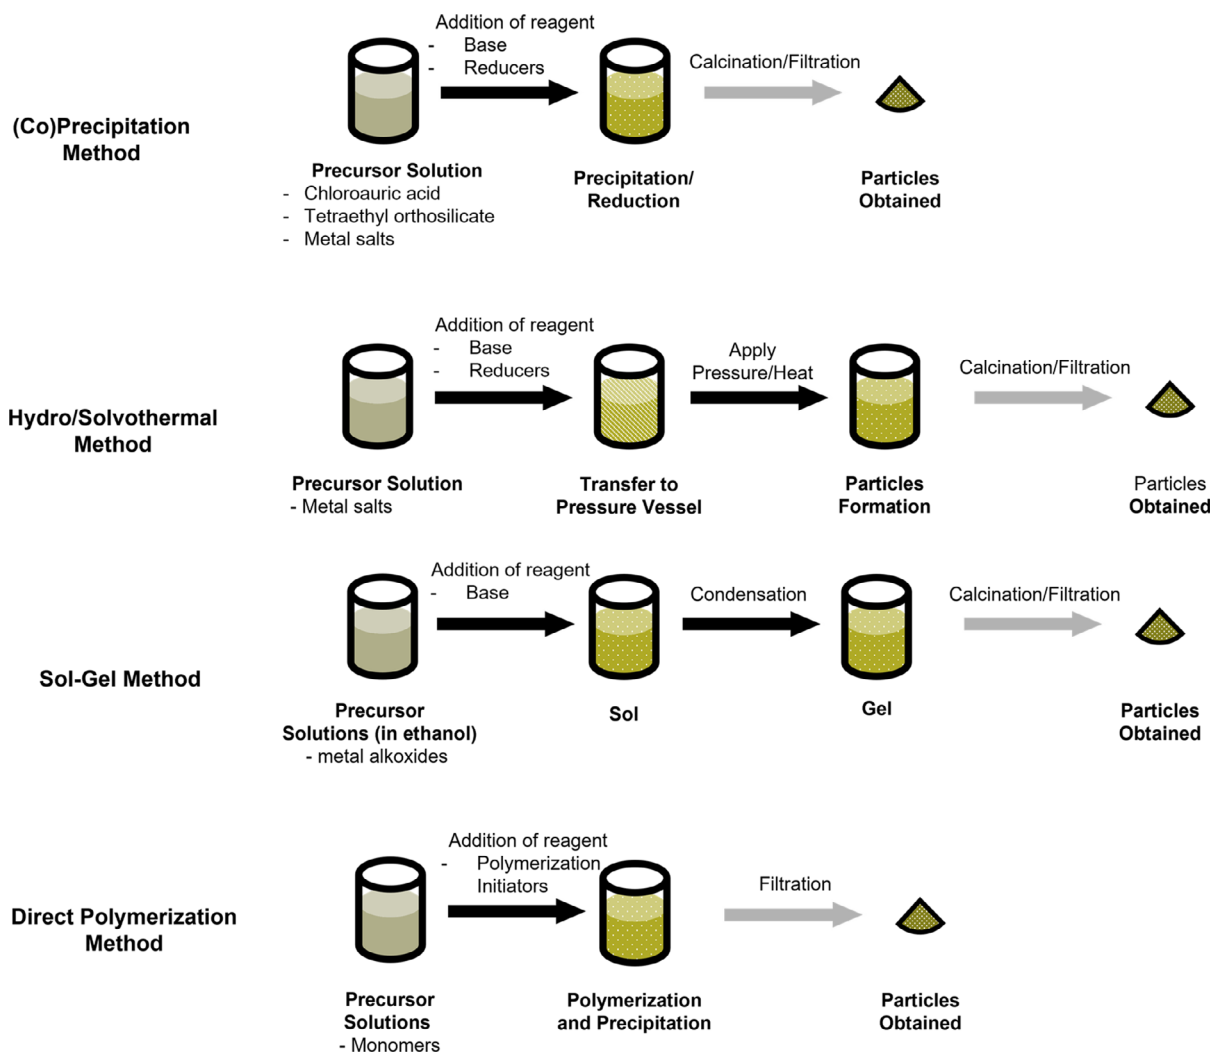 (Co)Precipitation
Method
Addition of reagent
- Base
- Reducers
Calcination/Filtration
Precursor Solution
- Chloroauric acid
- Tetraethyl orthosilicate
- Metal salts
Precipitation/
Reduction
Particles
Obtained
Hydro/Solvothermal
Method
Addition of reagent
- Base
- Reducers
Apply
Pressure/Heat
Calcination/Filtration
Precursor Solution
- Metal salts
Transfer to
Pressure Vessel
Particles
Formation
Particles
Obtained
Sol-Gel Method
Addition of reagent
- Base
Condensation
Calcination/Filtration
Precursor
Solutions (in ethanol)
- metal alkoxides
Sol
Gel
Particles
Obtained
Direct Polymerization
Method
Addition of reagent
- Polymerization
Initiators
Filtration
Precursor
Solutions
- Monomers
Polymerization
and Precipitation
Particles
Obtained